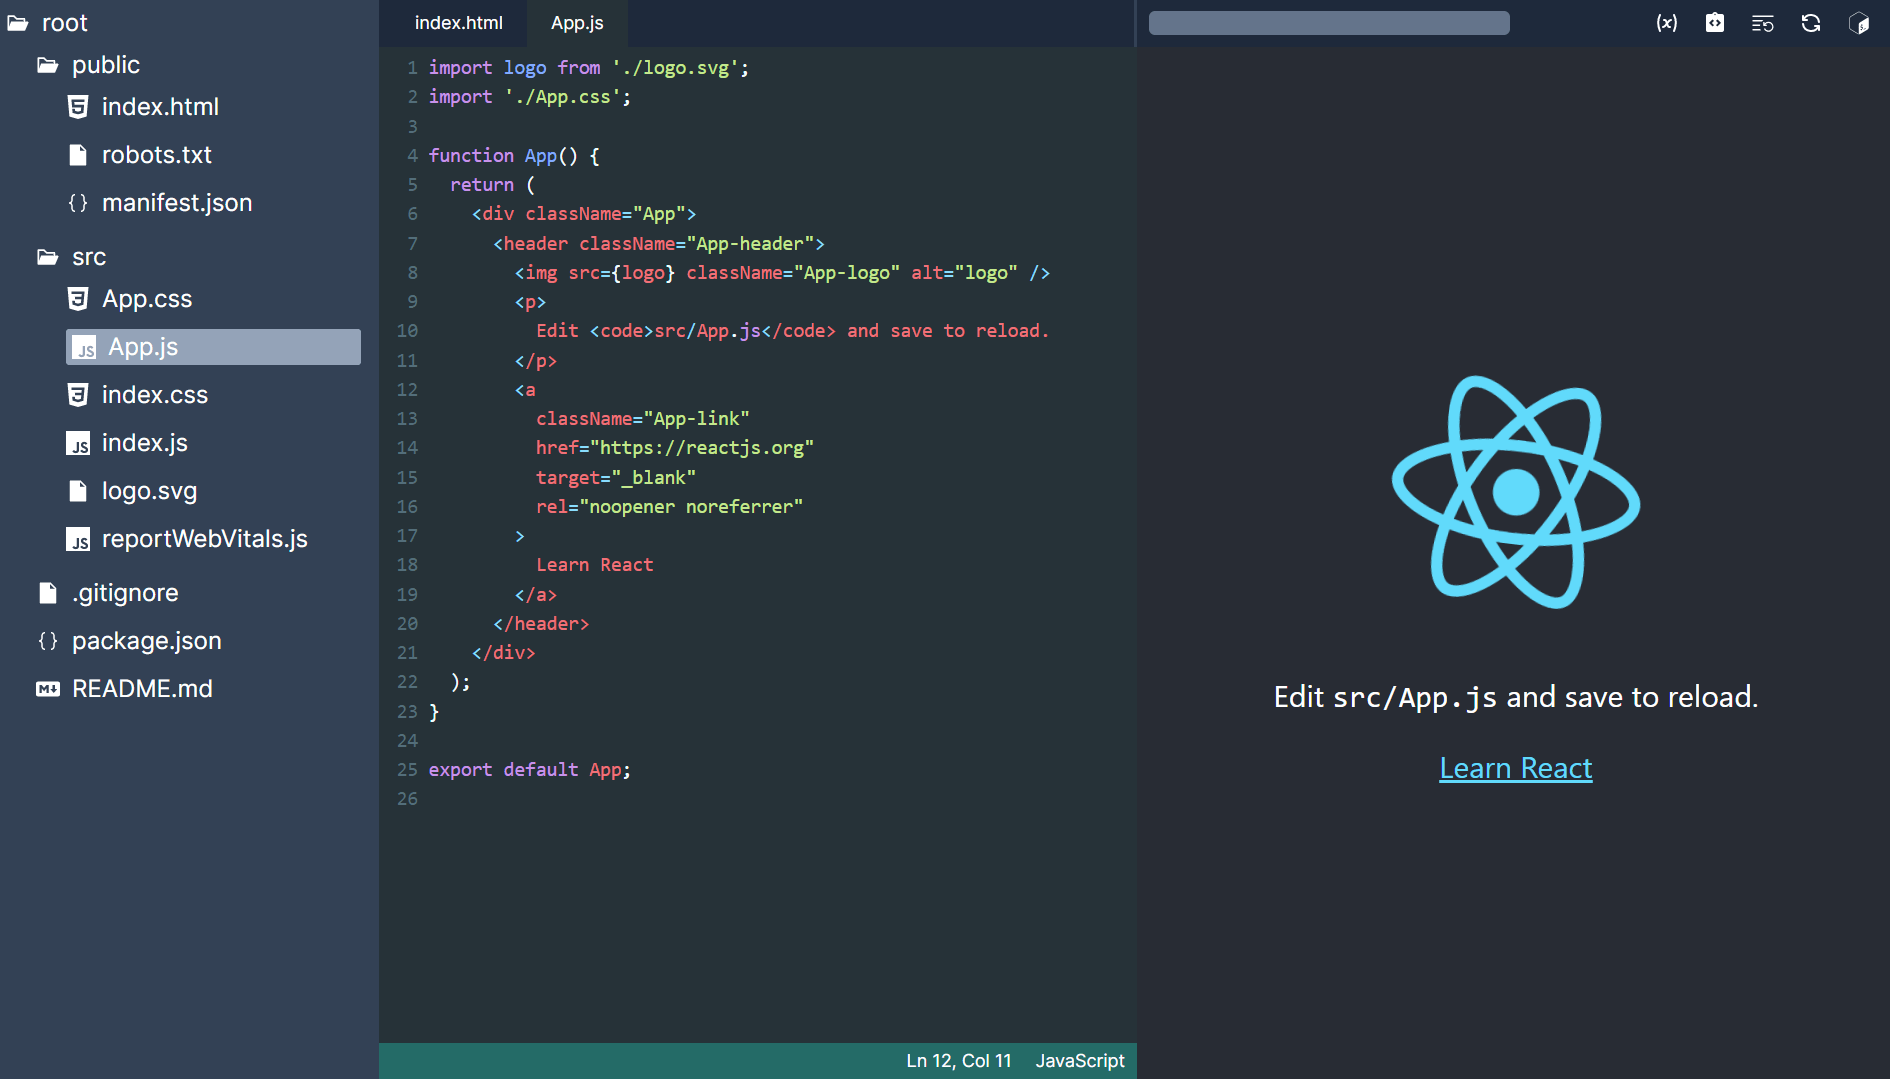 root
public
index.html
robots.txt
manifest.json
src
App.css
App.js
index.css
index.js
logo.svg
reportWebVitals.js
.gitignore
package.json
README.md
index.html App.js
1 import logo from './logo.svg';
2 import './App.css';
3
4 function App() {
5   return (
6     <div className="App">
7       <header className="App-header">
8         <img src={logo} className="App-logo" alt="logo" />
9         <p>
10           Edit <code>src/App.js</code> and save to reload.
11         </p>
12         <a
13           className="App-link"
14           href="https://reactjs.org"
15           target="_blank"
16           rel="noopener noreferrer"
17         >
18           Learn React
19         </a>
20       </header>
21     </div>
22   );
23 }
24
25 export default App;
26
Ln 12, Col 11 JavaScript
Edit src/App.js and save to reload.
Learn React